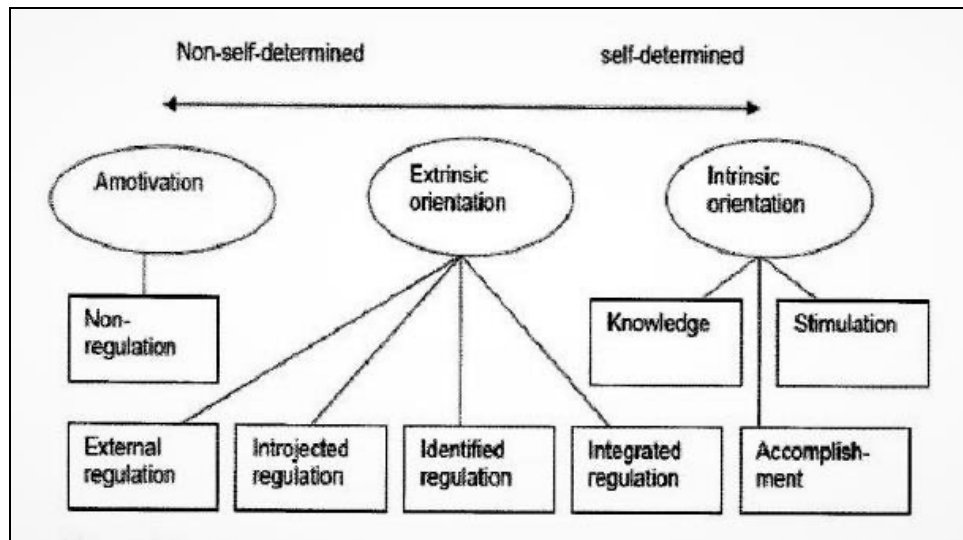 Non-self-determined
self-determined
Amotivation
Extrinsic
orientation
Intrinsic
orientation
Non-
regulation
Knowledge
Stimulation
External
regulation
Introjected
regulation
Identified
regulation
Integrated
regulation
Accomplish-
ment